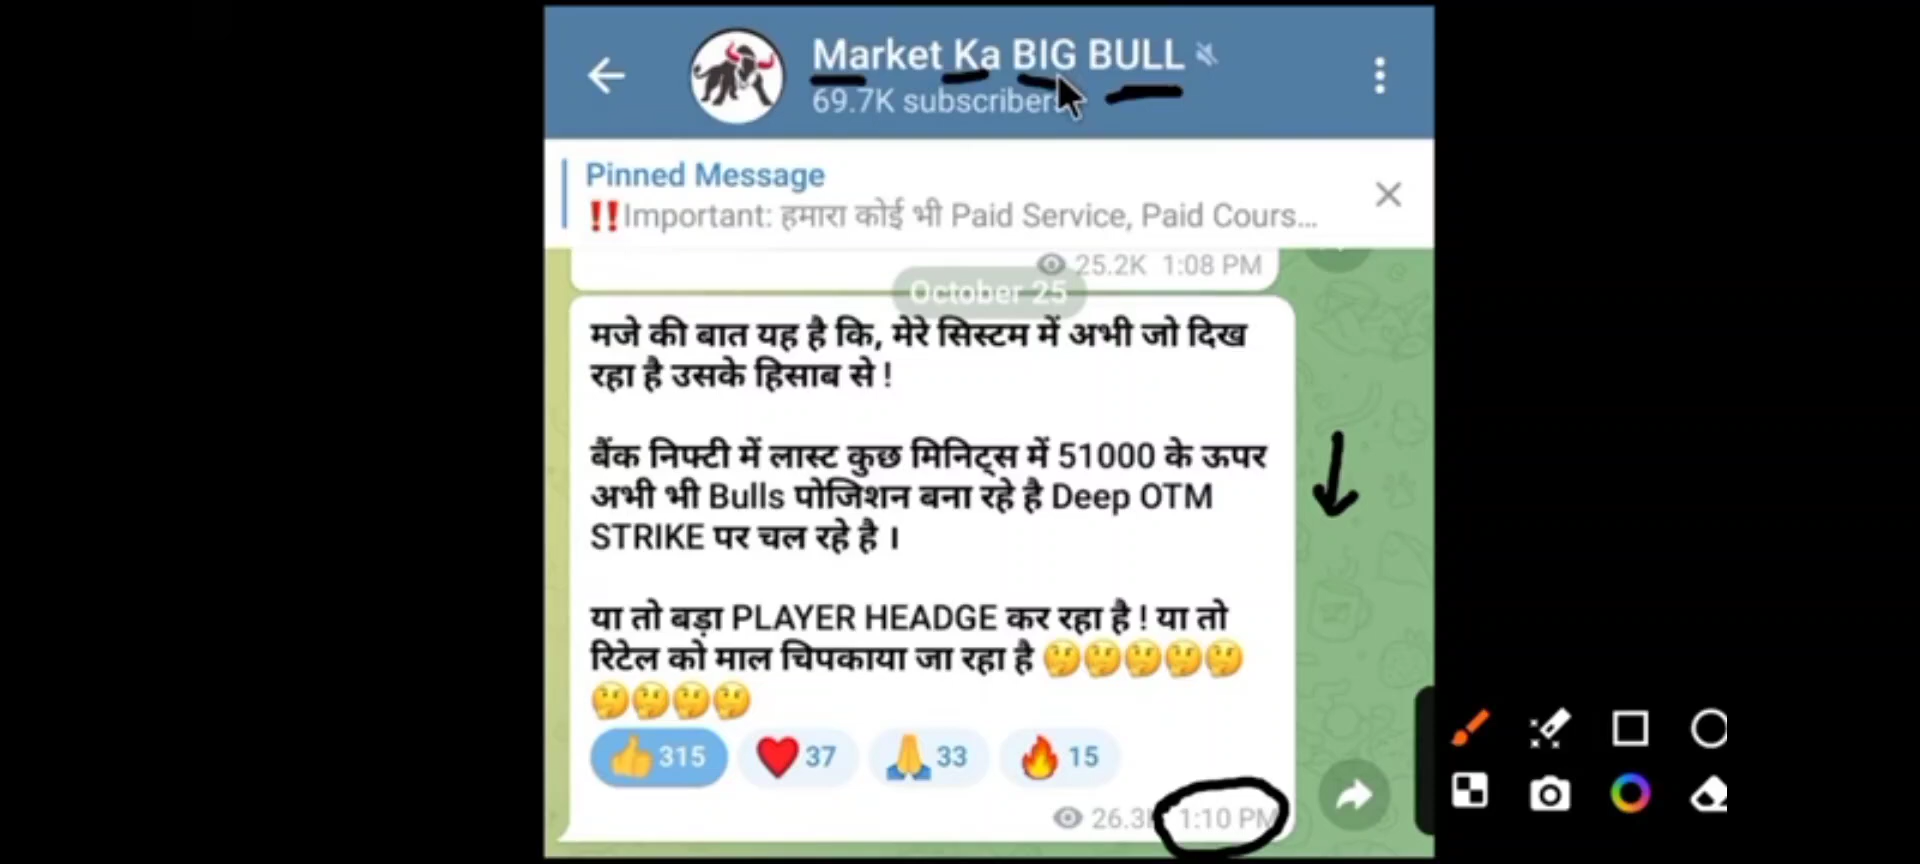 Market Ka BIG BULL
69.7K subscribers
Pinned Message
‼️Important: हमारा कोई भी Paid Service, Paid Cours...
25.2K 1:08 PM
October 25
मजे की बात यह है कि, मेरे सिस्टम में अभी जो दिख
रहा है उसके हिसाब से !
बैंक निफ्टी में लास्ट कुछ मिनिट्स में 51000 के ऊपर
अभी भी Bulls पोजिशन बना रहे है Deep OTM
STRIKE पर चल रहे है ।
या तो बड़ा PLAYER HEADGE कर रहा है ! या तो
रिटेल को माल चिपकाया जा रहा है 🤔🤔🤔🤔🤔
🤔🤔🤔🤔
👍 315 ❤️ 37 🙏 33 🔥 15
26.3K 1:10 PM